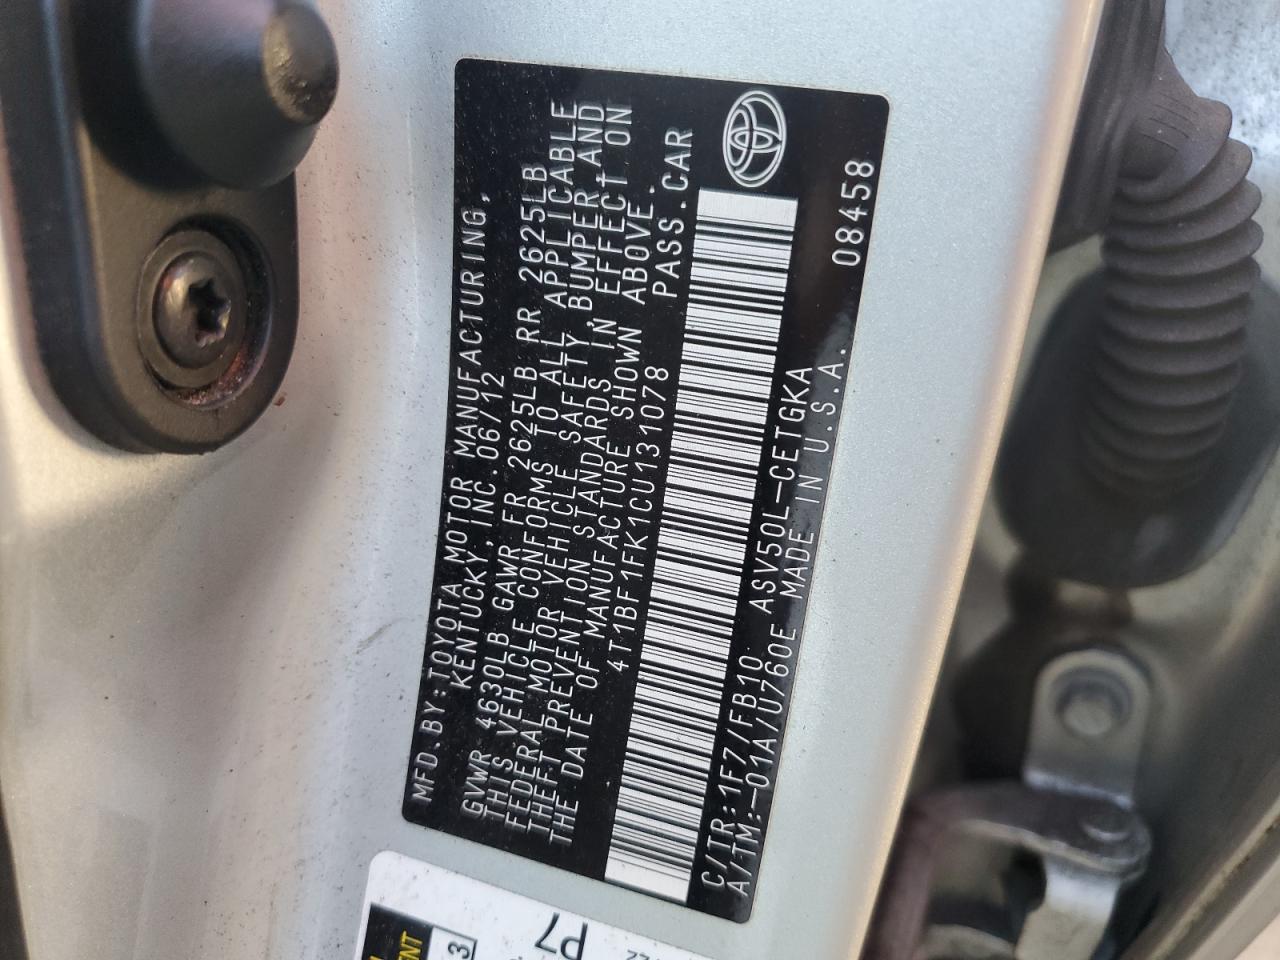 MFD.BY:TOYOTA MOTOR MANUFACTURING,
KENTUCKY,INC.06/12
GVWR 4630LB GAWR FR 2625LB RR 2625LB
THIS VEHICLE CONFORMS TO ALL APPLICABLE
FEDERAL MOTOR VEHICLE SAFETY,BUMPER,AND
THEFT PREVENTION STANDARDS IN EFFECT ON
THE DATE OF MANUFACTURE SHOWN ABOVE.
4T1BF1FK1CU131078 PASS.CAR
C/TR:1F7/FB10 ASV50L-CETGKA 08458
A/TM:-01A/U760E MADE IN U.S.A.
P7
3